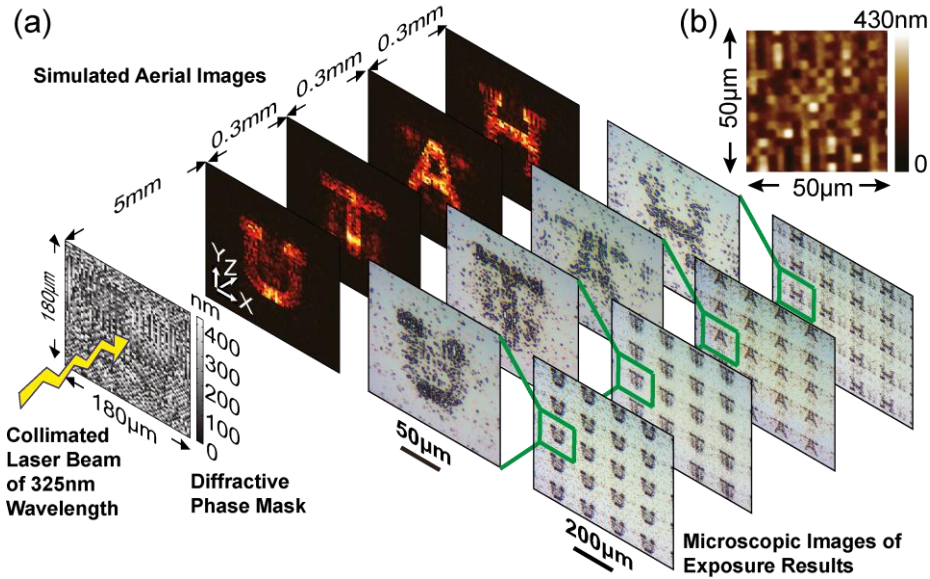 (a)
Simulated Aerial Images
0.3mm
0.3mm
0.3mm
5mm
U
T
A
H
Y
Z
X
180µm
180µm
nm
400
300
200
100
0
Collimated
Laser Beam
of 325nm
Wavelength
Diffractive
Phase Mask
50µm
200µm
Microscopic Images of
Exposure Results
(b)
430nm
0
50µm
50µm